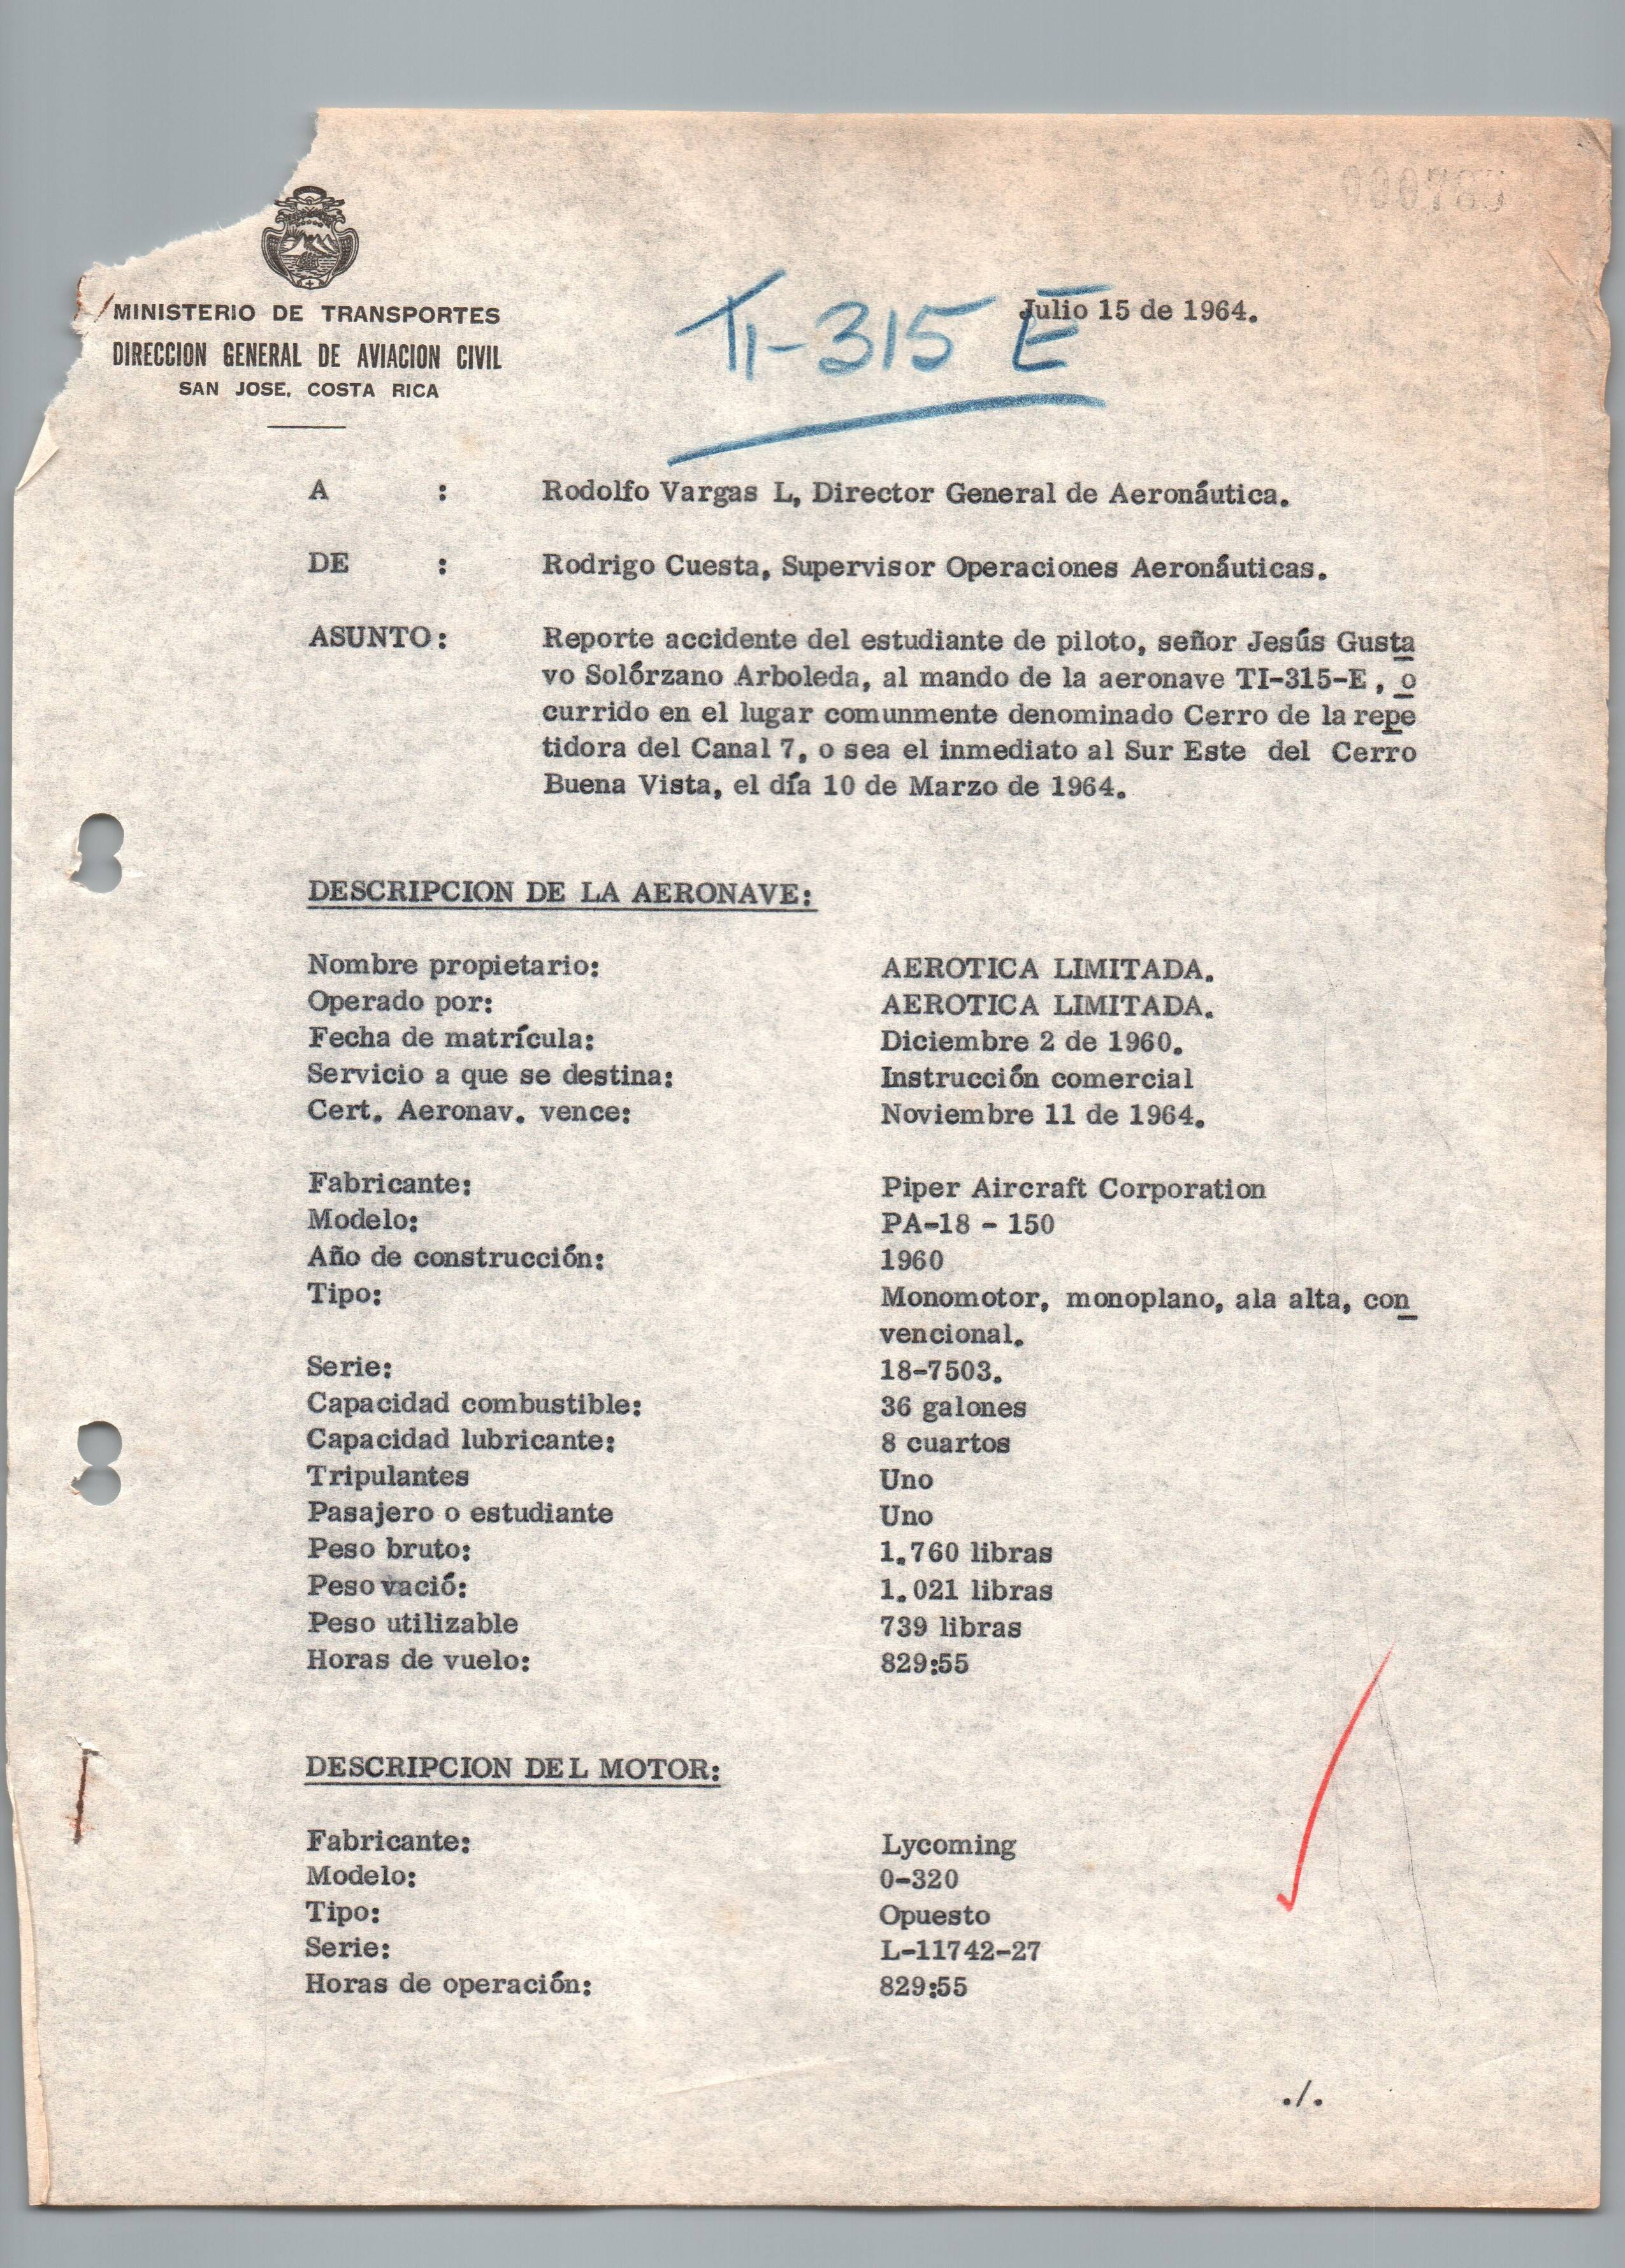 MINISTERIO DE TRANSPORTES
DIRECCION GENERAL DE AVIACION CIVIL
SAN JOSE, COSTA RICA
TI-315 E
Julio 15 de 1964.
A : Rodolfo Vargas L, Director General de Aeronáutica.
DE : Rodrigo Cuesta, Supervisor Operaciones Aeronáuticas.
ASUNTO: Reporte accidente del estudiante de piloto, señor Jesús Gusta
vo Solórzano Arboleda, al mando de la aeronave TI-315-E, o
currido en el lugar comunmente denominado Cerro de la repe
tidora del Canal 7, o sea el inmediato al Sur Este del Cerro
Buena Vista, el día 10 de Marzo de 1964.
DESCRIPCION DE LA AERONAVE:
Nombre propietario: AEROTICA LIMITADA.
Operado por: AEROTICA LIMITADA.
Fecha de matrícula: Diciembre 2 de 1960.
Servicio a que se destina: Instrucción comercial
Cert. Aeronav. vence: Noviembre 11 de 1964.
Fabricante: Piper Aircraft Corporation
Modelo: PA-18 - 150
Año de construcción: 1960
Tipo: Monomotor, monoplano, ala alta, con
vencional.
Serie: 18-7503.
Capacidad combustible: 36 galones
Capacidad lubricante: 8 cuartos
Tripulantes Uno
Pasajero o estudiante Uno
Peso bruto: 1.760 libras
Peso vació: 1.021 libras
Peso utilizable 739 libras
Horas de vuelo: 829:55
DESCRIPCION DEL MOTOR:
Fabricante: Lycoming
Modelo: 0-320
Tipo: Opuesto
Serie: L-11742-27
Horas de operación: 829:55
./.